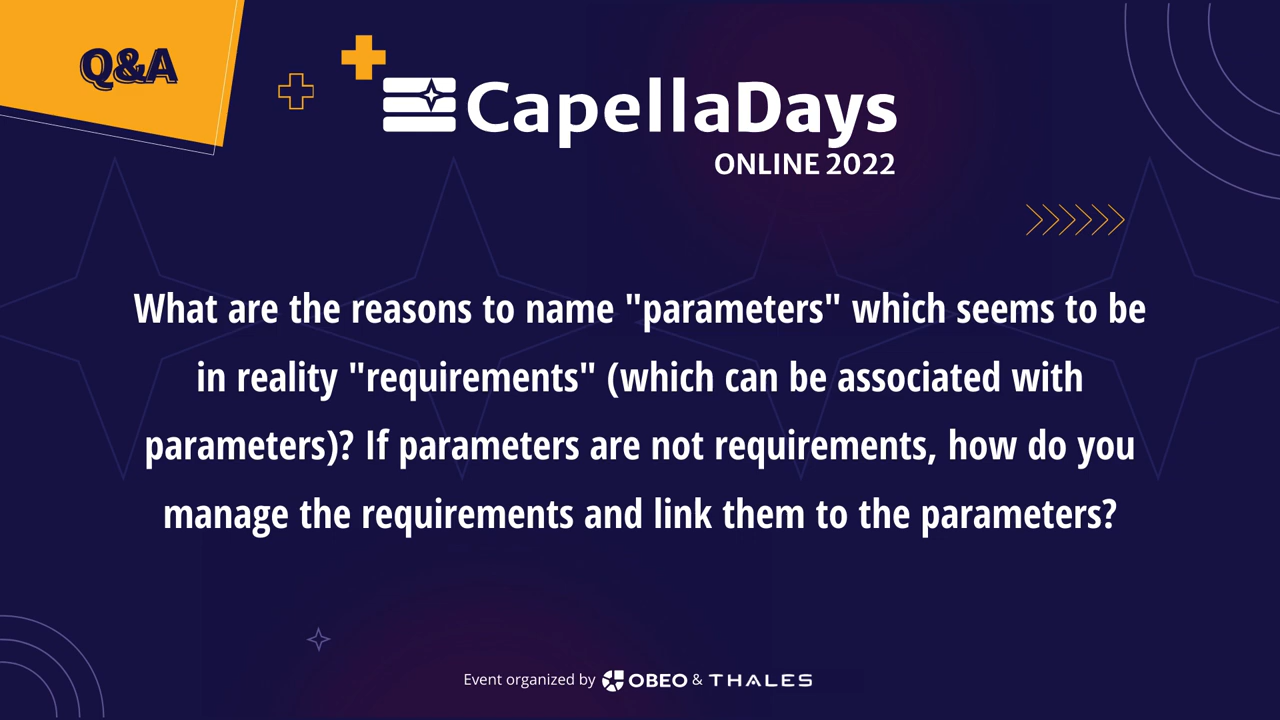 Q&A
CapellaDays
ONLINE 2022
What are the reasons to name "parameters" which seems to be
in reality "requirements" (which can be associated with
parameters)? If parameters are not requirements, how do you
manage the requirements and link them to the parameters?
Event organized by OBEO & THALES